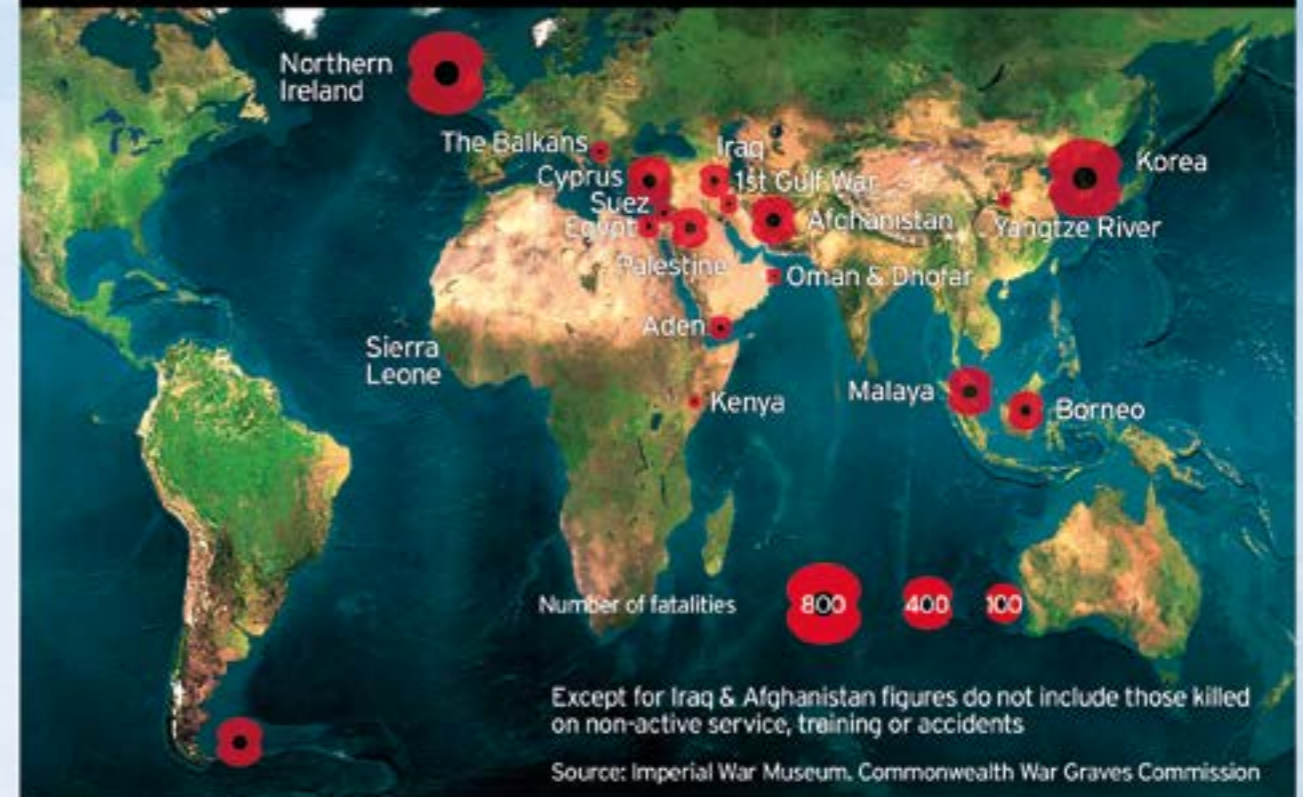 Northern
Ireland
The Balkans
Iraq
Korea
Cyprus
1st Gulf War
Suez
Afghanistan
Egypt
Yangtze River
Palestine
Oman & Dhofar
Aden
Sierra
Leone
Malaya
Kenya
Borneo
Number of fatalities
800
400
100
Except for Iraq & Afghanistan figures do not include those killed
on non-active service, training or accidents
Source: Imperial War Museum. Commonwealth War Graves Commission